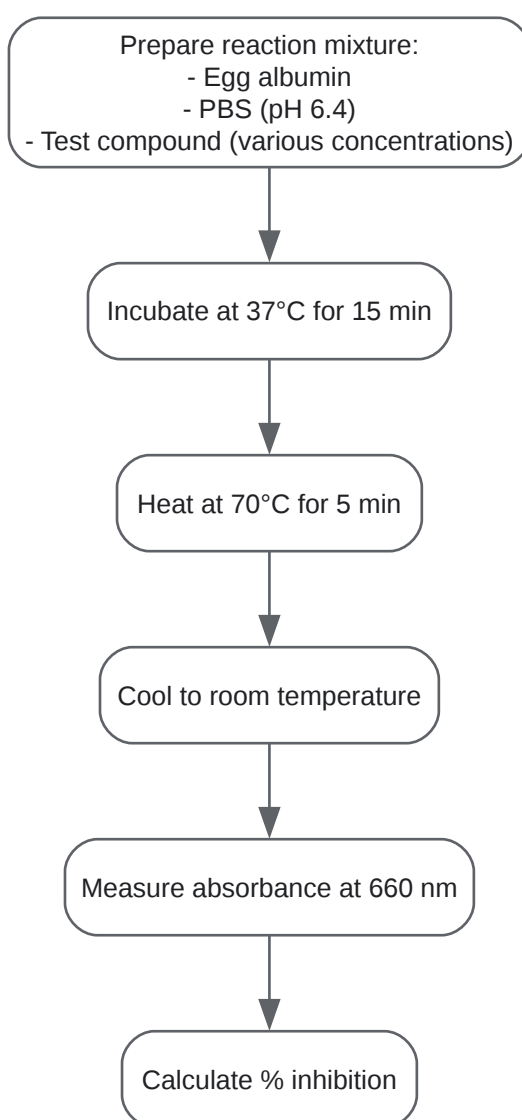 Prepare reaction mixture:
- Egg albumin
- PBS (pH 6.4)
- Test compound (various concentrations)
Incubate at 37°C for 15 min
Heat at 70°C for 5 min
Cool to room temperature
Measure absorbance at 660 nm
Calculate % inhibition